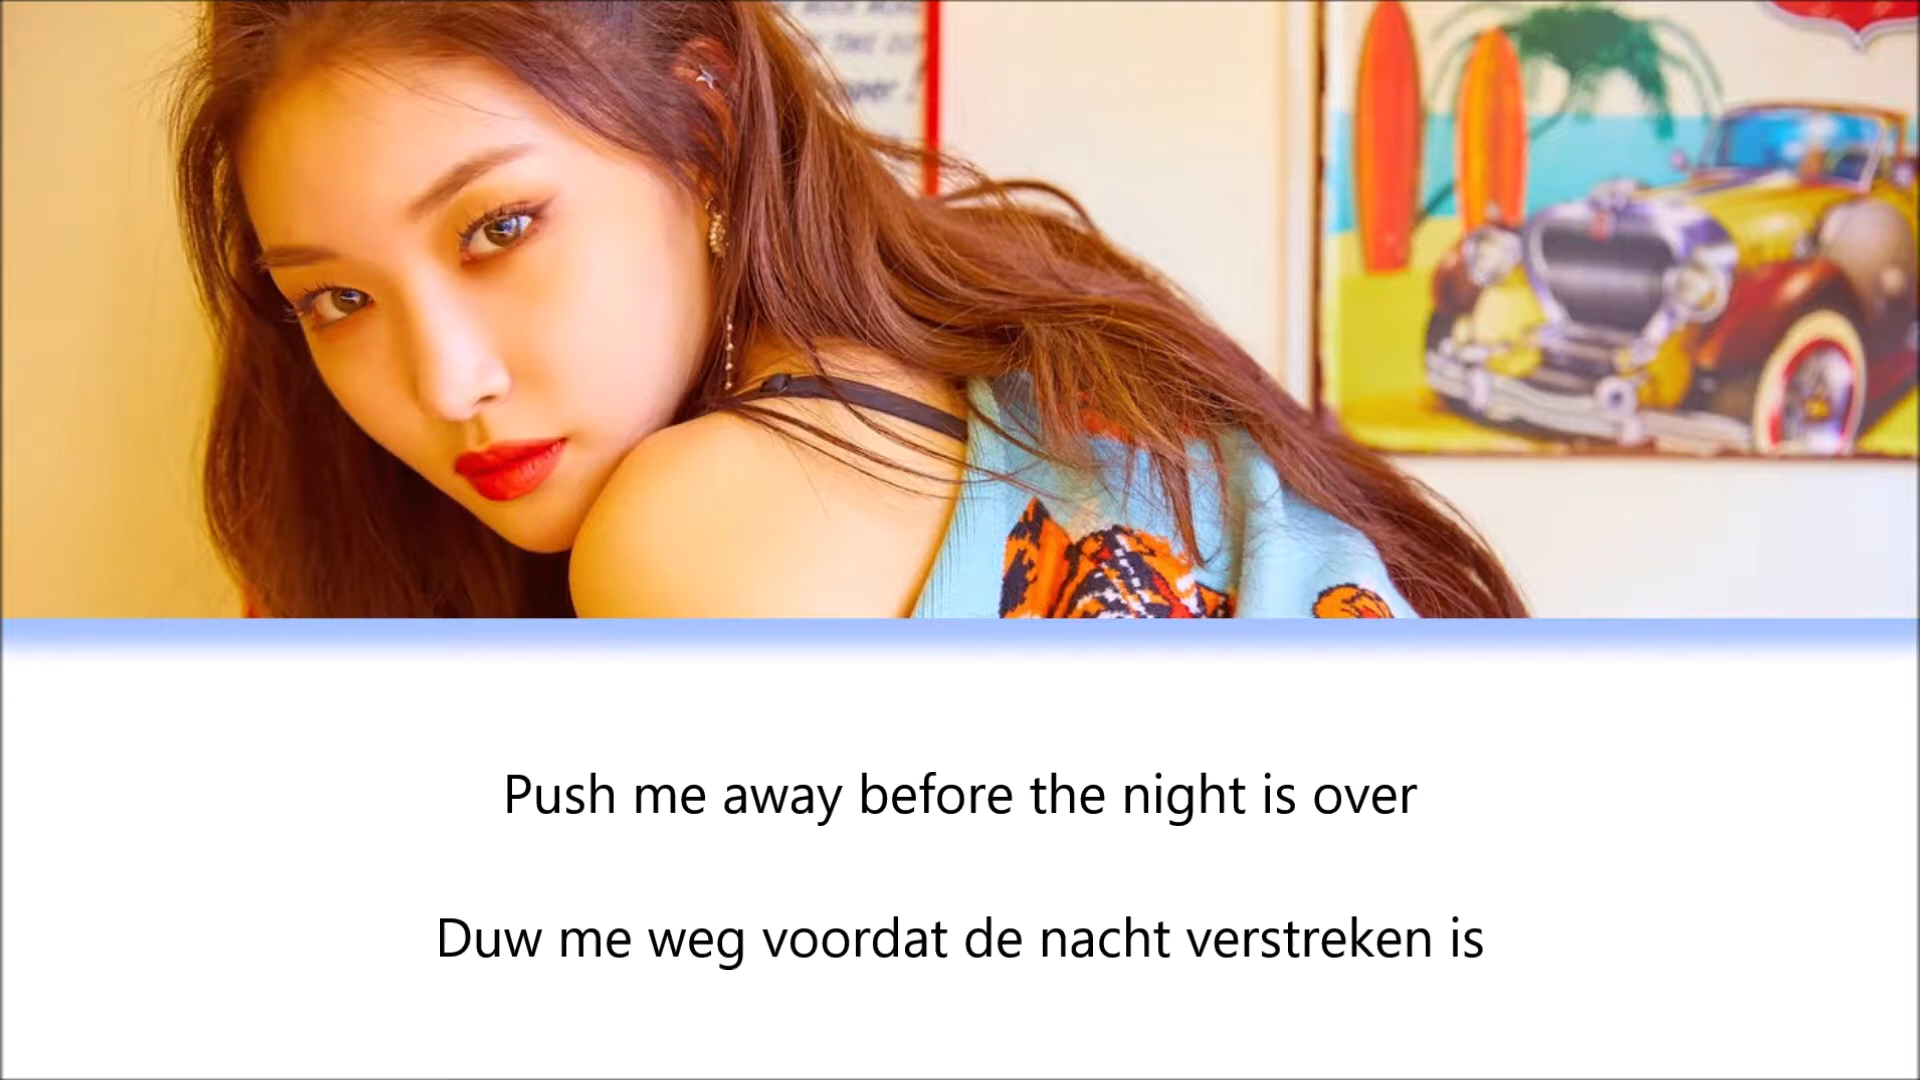 Push me away before the night is over
Duw me weg voordat de nacht verstreken is